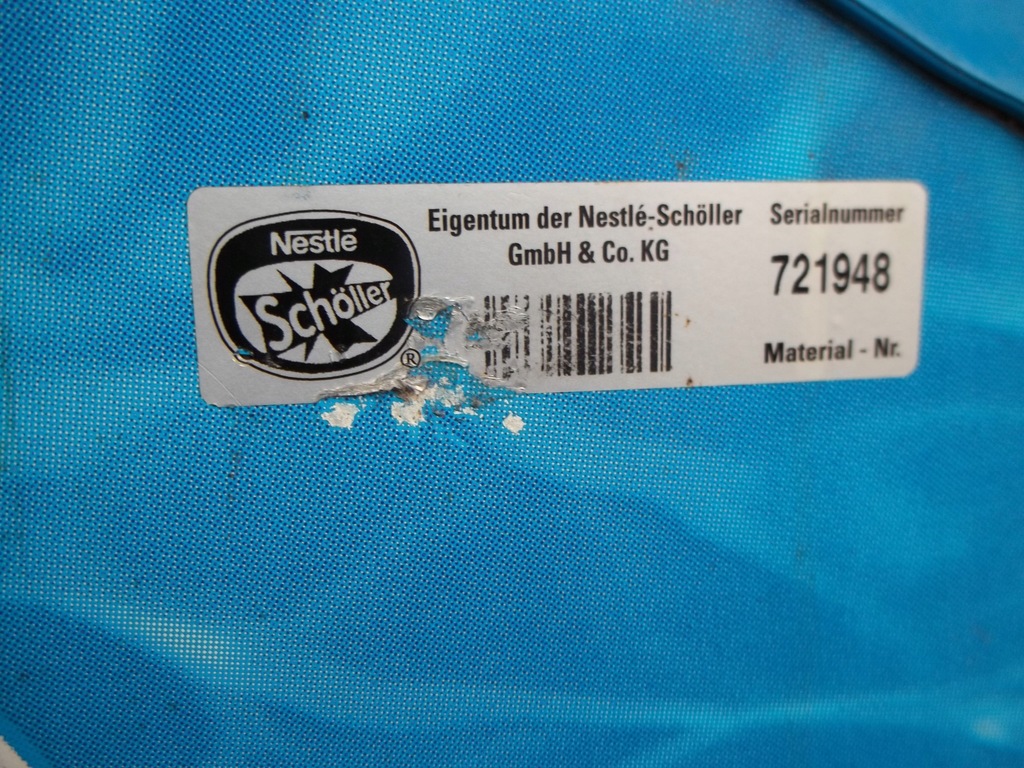 Nestlé
Schöller
®
Eigentum der Nestlé-Schöller
GmbH & Co. KG
Serialnummer
721948
Material - Nr.